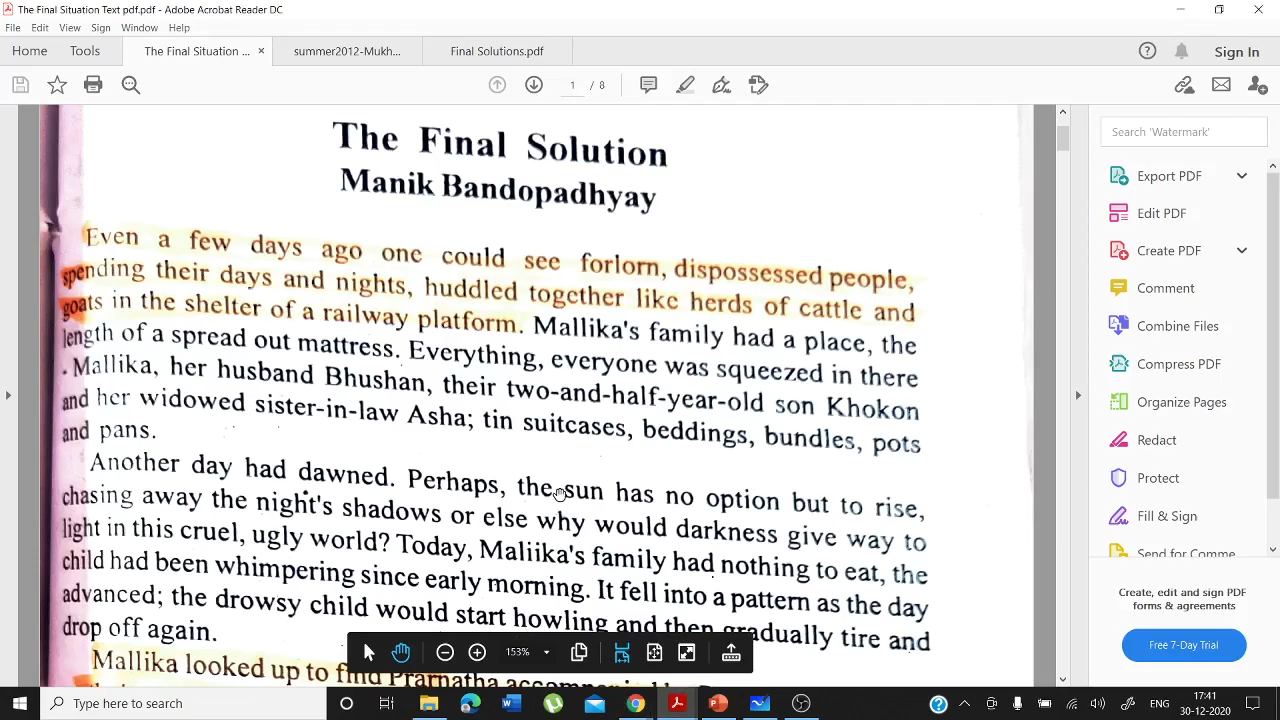 The Final Situation Text pdf.pdf - Adobe Acrobat Reader DC
File Edit View Sign Window Help
Home Tools The Final Situation ... × summer2012-Mukh... Final Solutions.pdf Sign In
1 / 8
The Final Solution
Manik Bandopadhyay
Even a few days ago one could see forlorn, dispossessed people,
spending their days and nights, huddled together like herds of cattle and
goats in the shelter of a railway platform. Mallika's family had a place, the
length of a spread out mattress. Everything, everyone was squeezed in there
. Mallika, her husband Bhushan, their two-and-half-year-old son Khokon
and her widowed sister-in-law Asha; tin suitcases, beddings, bundles, pots
and pans.
Another day had dawned. Perhaps, the sun has no option but to rise,
chasing away the night's shadows or else why would darkness give way to
light in this cruel, ugly world? Today, Maliika's family had nothing to eat, the
child had been whimpering since early morning. It fell into a pattern as the day
advanced; the drowsy child would start howling and then gradually tire and
drop off again.
Mallika looked up to find Pramatha accompanied
153%
Search 'Watermark'
Export PDF
Edit PDF
Create PDF
Comment
Combine Files
Compress PDF
Organize Pages
Redact
Protect
Fill & Sign
Send for Comme
Create, edit and sign PDF
forms & agreements
Free 7-Day Trial
Type here to search
ENG
17:41
30-12-2020